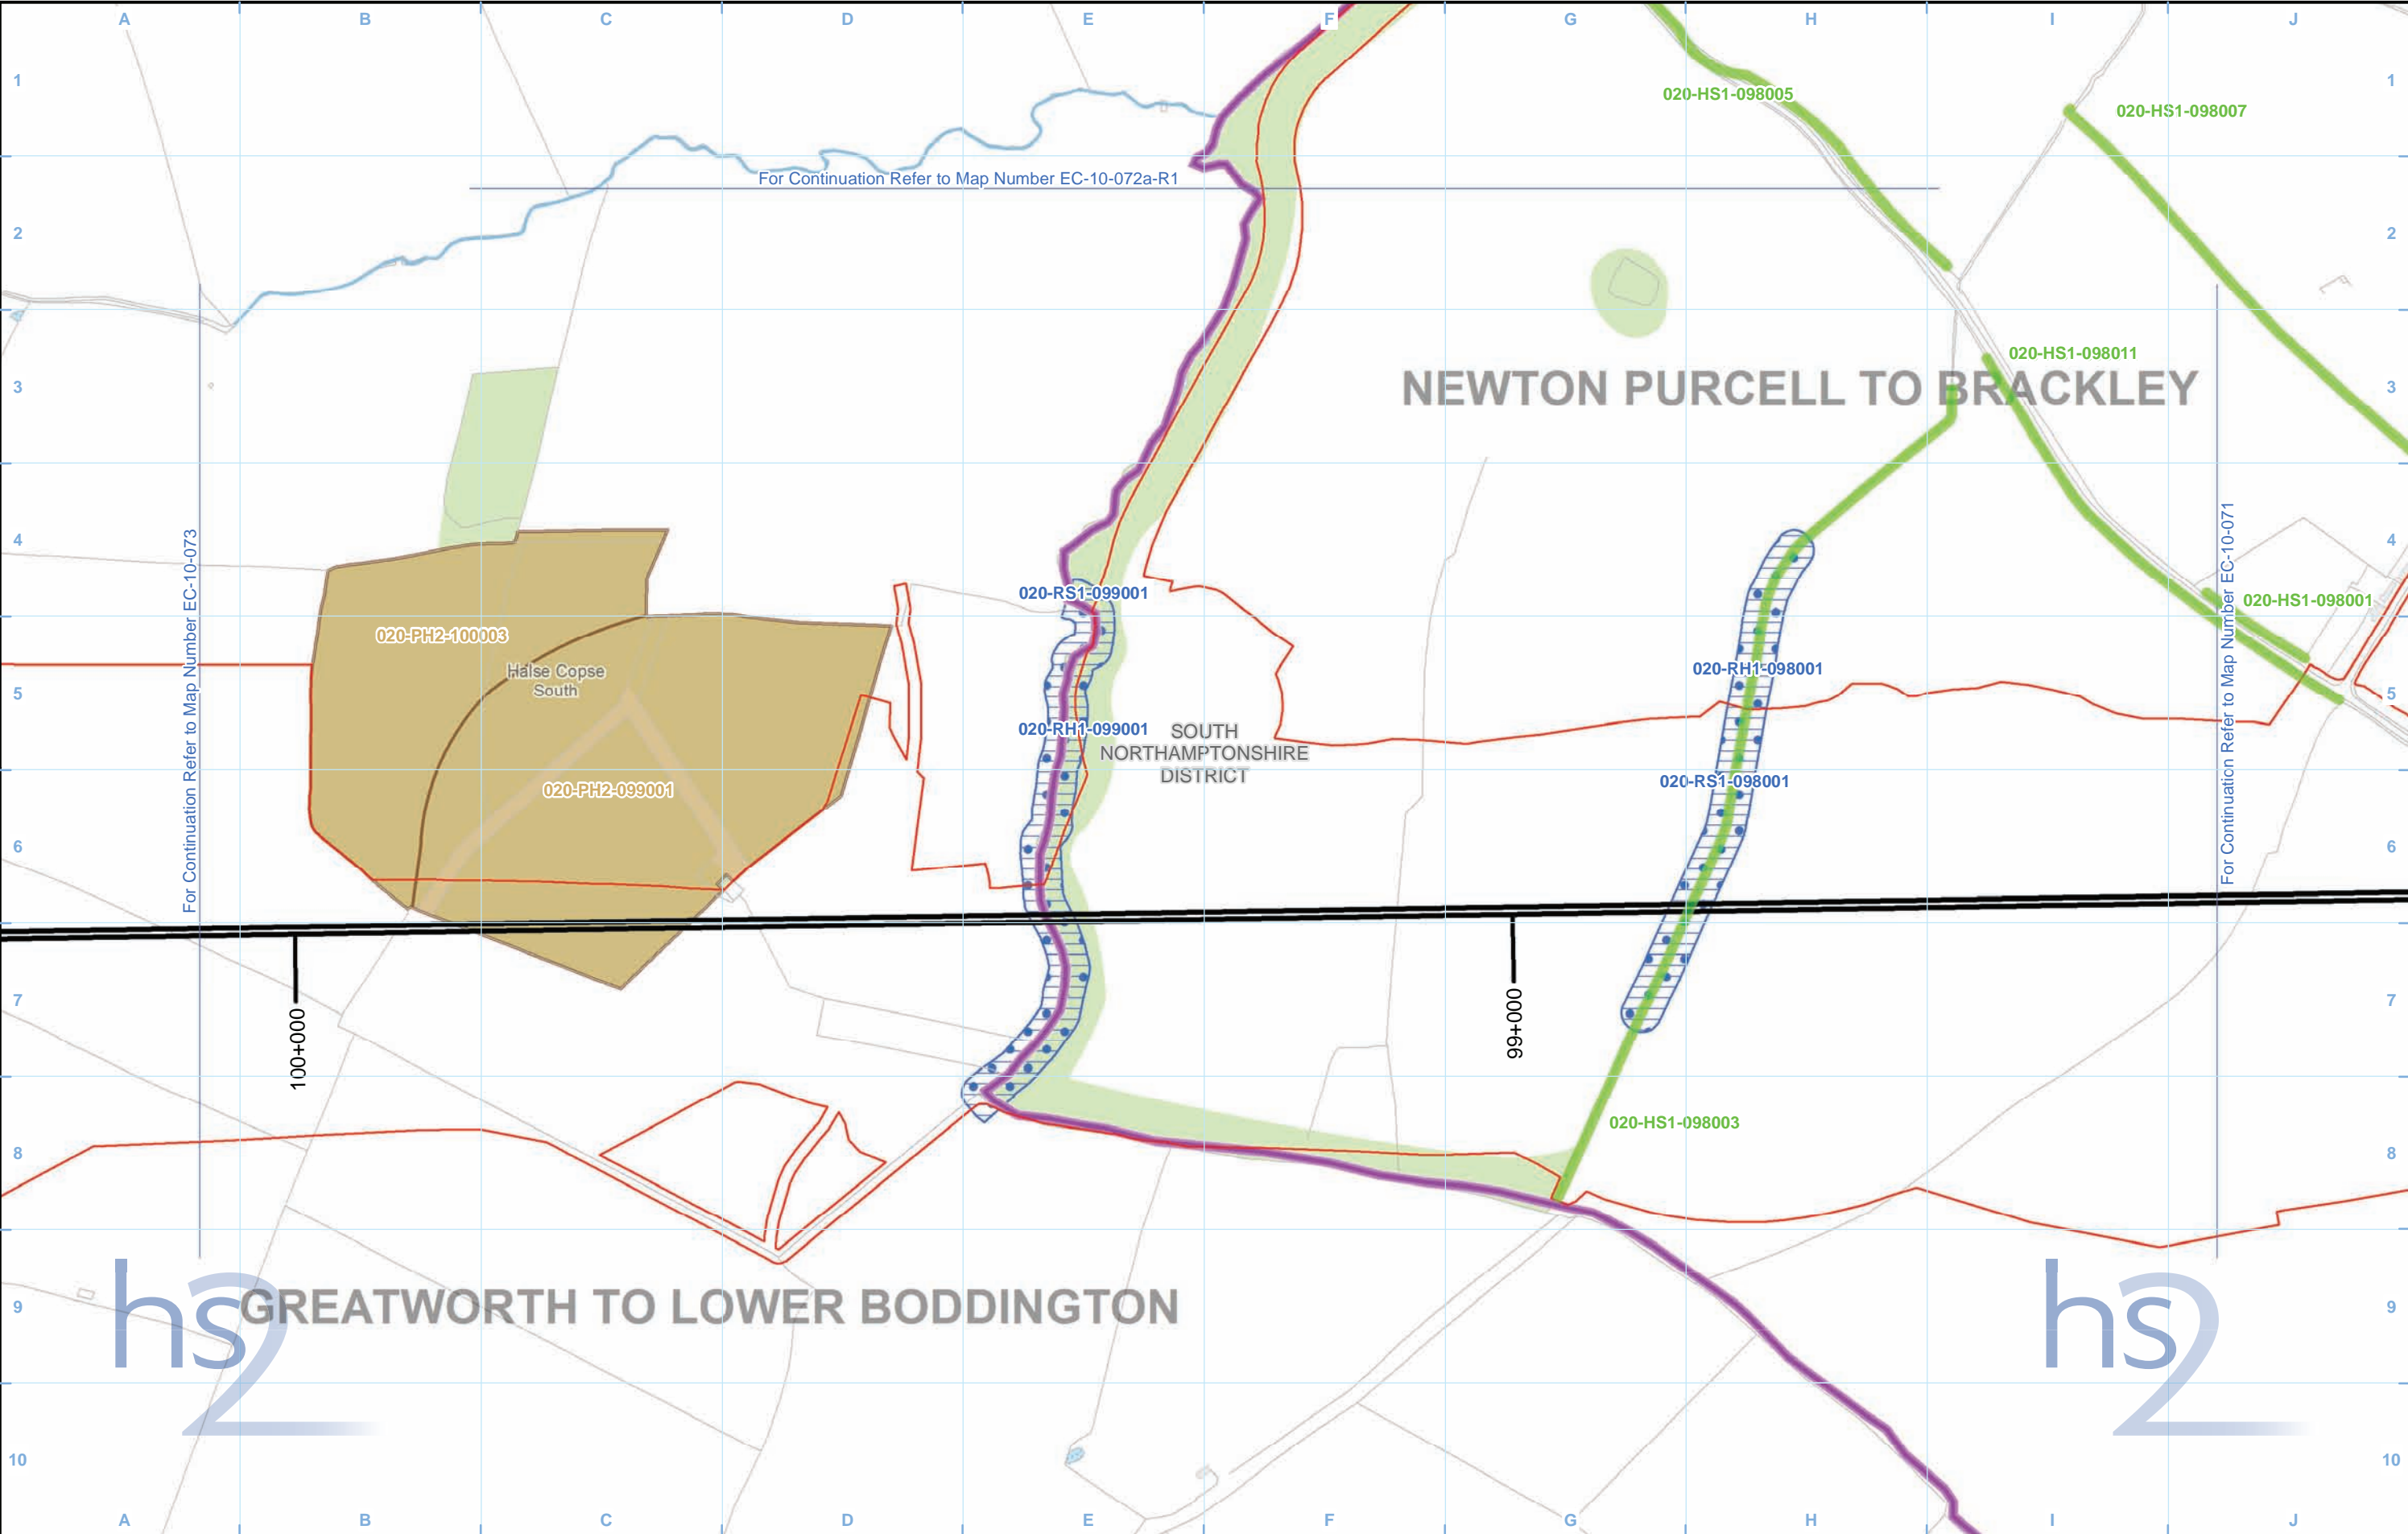 A B C D E F G H I J
1 1
020-HS1-098005
020-HS1-098007
For Continuation Refer to Map Number EC-10-072a-R1
2 2
020-HS1-098011
3 3
NEWTON PURCELL TO BRACKLEY
4 4
For Continuation Refer to Map Number EC-10-073
For Continuation Refer to Map Number EC-10-071
020-RS1-099001
020-HS1-098001
020-PH2-100003
Halse Copse
South
020-RH1-098001
5 5
020-RH1-099001
SOUTH
NORTHAMPTONSHIRE
DISTRICT
020-RS1-098001
020-PH2-099001
6 6
7 7
100+000
99+000
020-HS1-098003
8 8
hs2
GREATWORTH TO LOWER BODDINGTON
hs2
9 9
10 10
A B C D E F G H I J